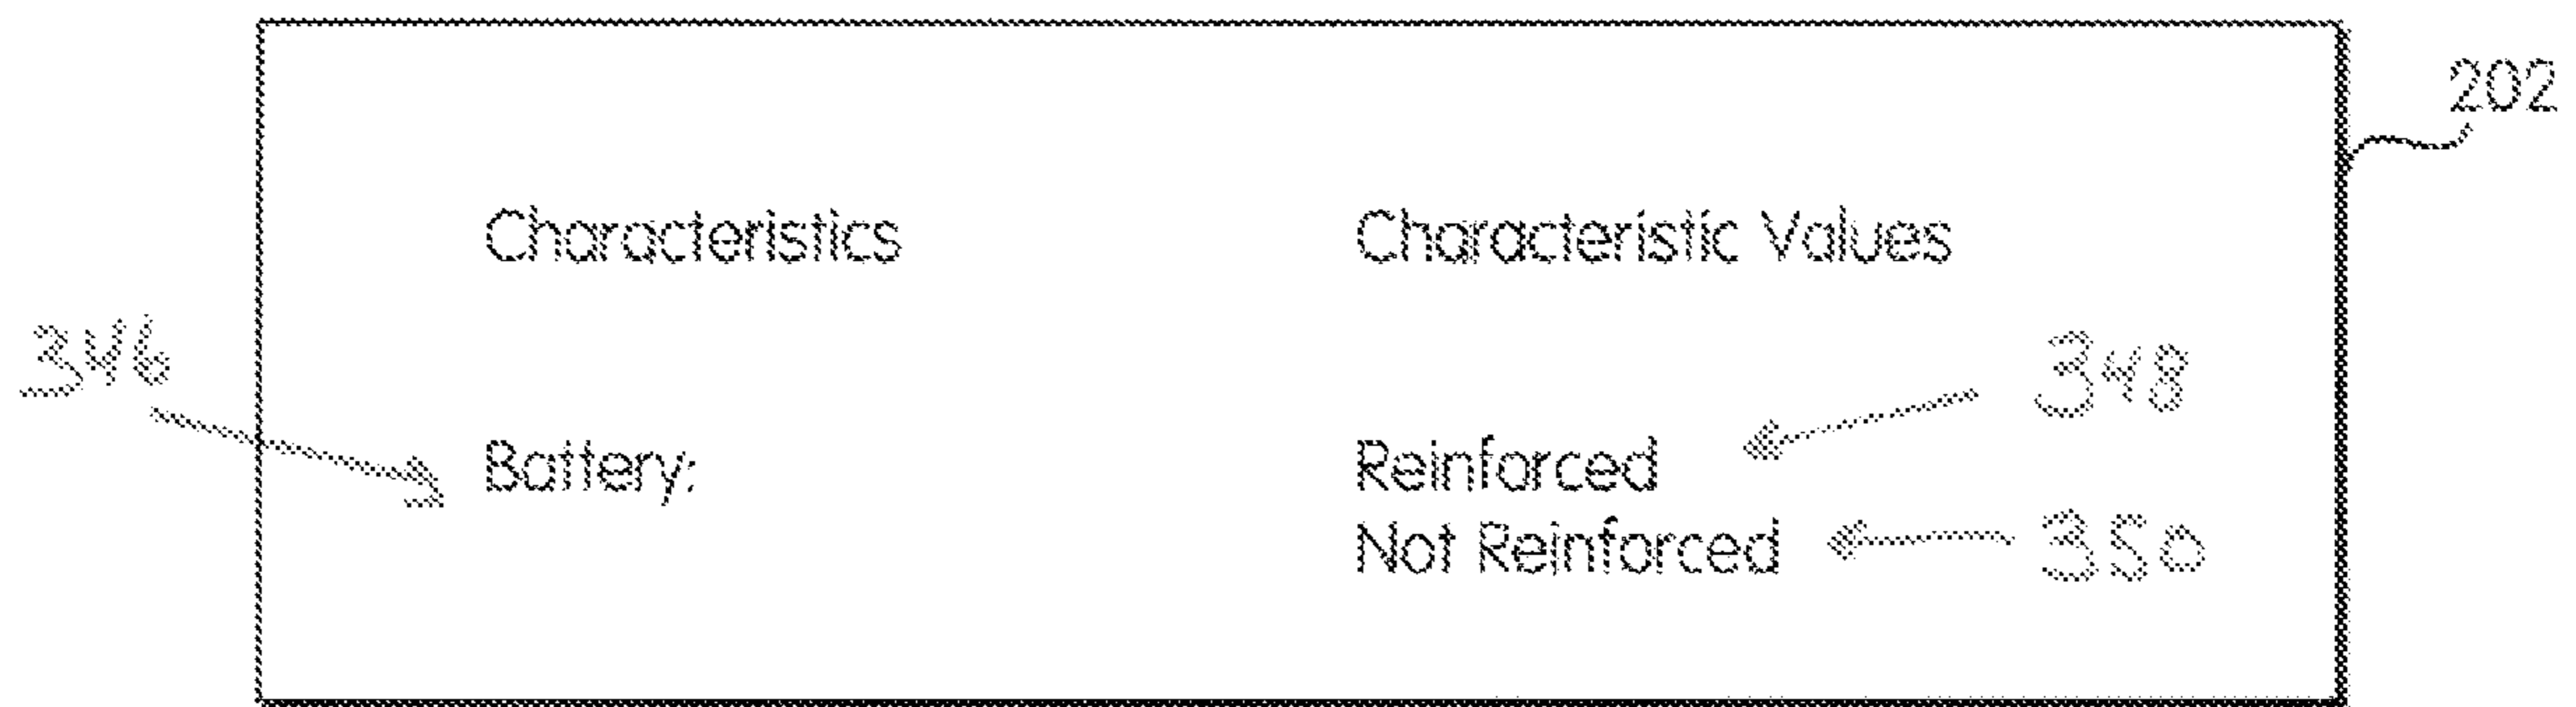 202
Characteristics Characteristic Values
346 348
Battery: Reinforced
Not Reinforced 350